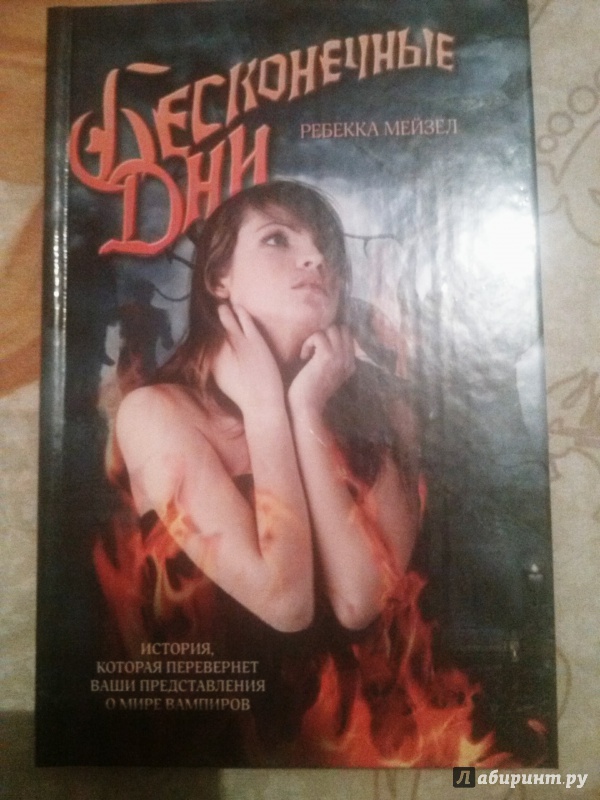 Бесконечные
Дни
РЕБЕККА МЕЙЗЕЛ
ИСТОРИЯ,
КОТОРАЯ ПЕРЕВЕРНЕТ
ВАШИ ПРЕДСТАВЛЕНИЯ
О МИРЕ ВАМПИРОВ
Лабиринт.ру